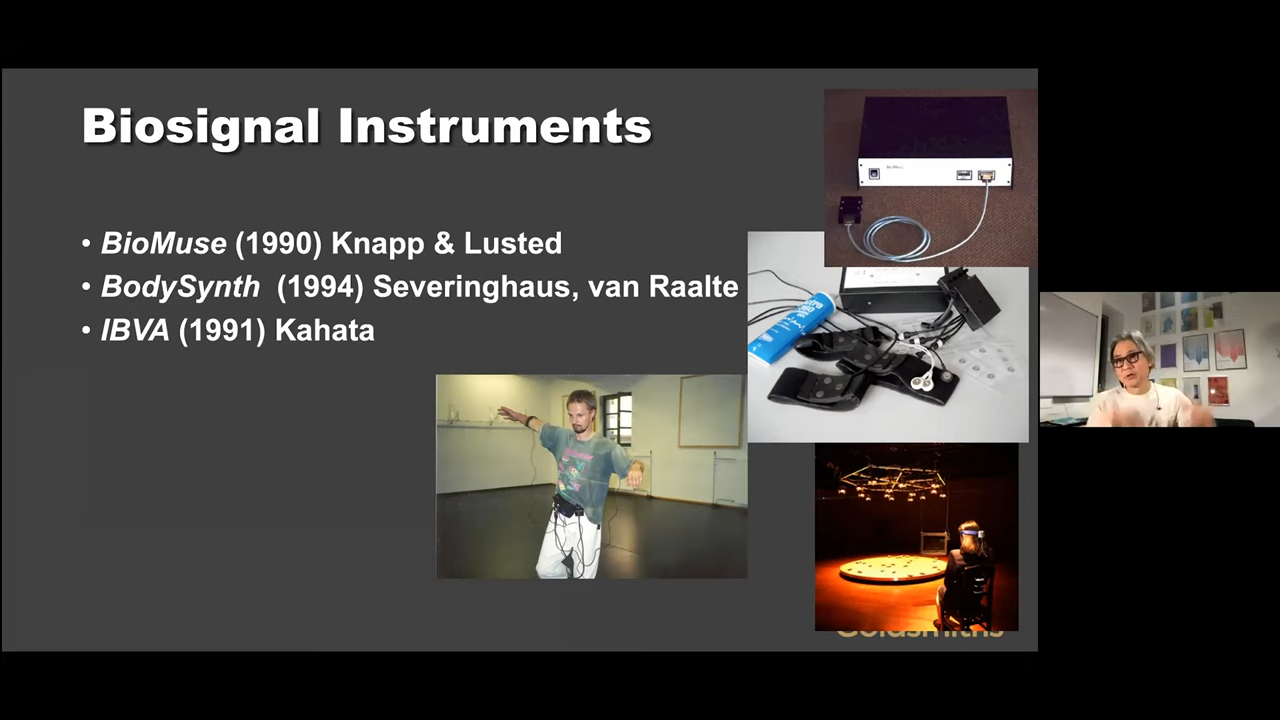 Biosignal Instruments
• BioMuse (1990) Knapp & Lusted
• BodySynth (1994) Severinghaus, van Raalte
• IBVA (1991) Kahata
Goldsmiths